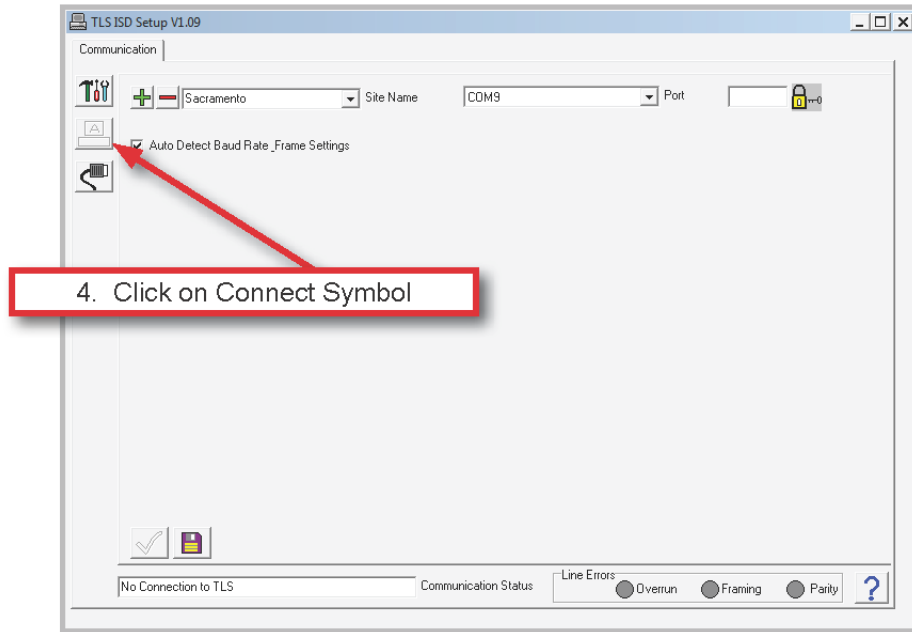 TLS ISD Setup V1.09
Communication
Sacramento Site Name COM9 Port
Auto Detect Baud Rate_Frame Settings
A
4. Click on Connect Symbol
No Connection to TLS Communication Status Line Errors Overrun Framing Parity ?